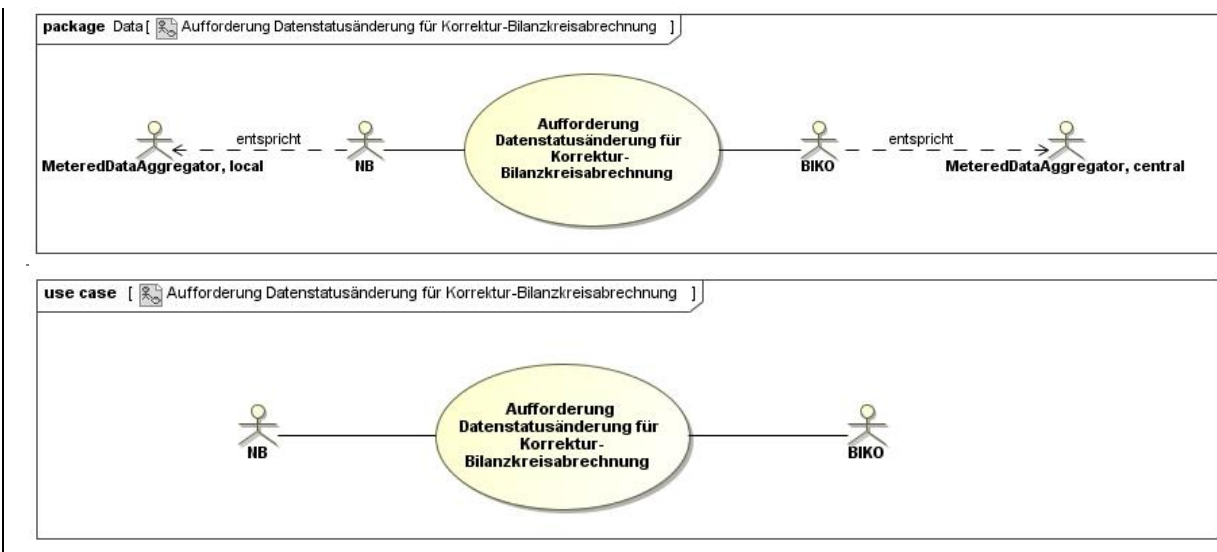 package Data [ Aufforderung Datenstatusänderung für Korrektur-Bilanzkreisabrechnung ]
Aufforderung
Datenstatusänderung für
Korrektur-
Bilanzkreisabrechnung
entspricht
entspricht
MeteredDataAggregator, local
NB
BIKO
MeteredDataAggregator, central
use case [ Aufforderung Datenstatusänderung für Korrektur-Bilanzkreisabrechnung ]
Aufforderung
Datenstatusänderung für
Korrektur-
Bilanzkreisabrechnung
NB
BIKO